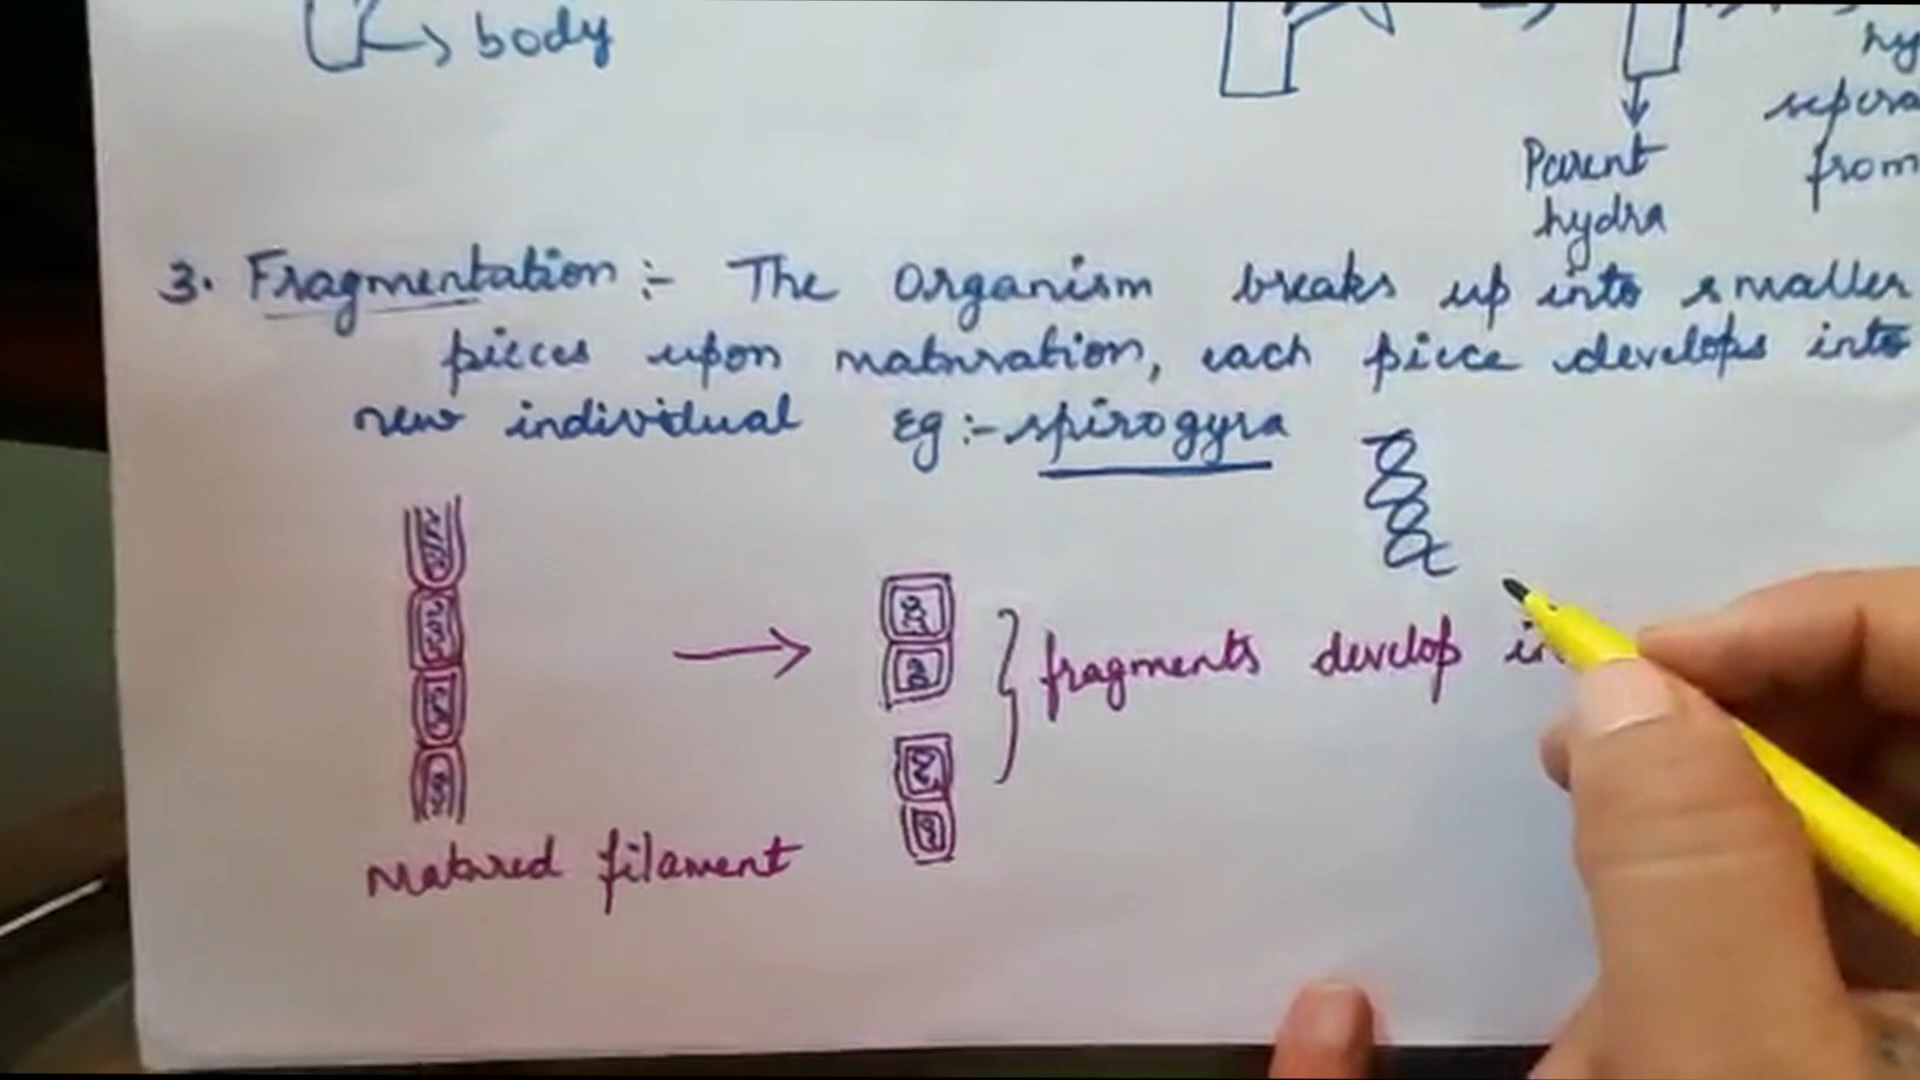 body
Parent
hydra
from
3. Fragmentation :- The Organism breaks up into smaller
pieces upon maturation, each piece develops into
new individual Eg :- spirogyra
fragments develop
Matured filament